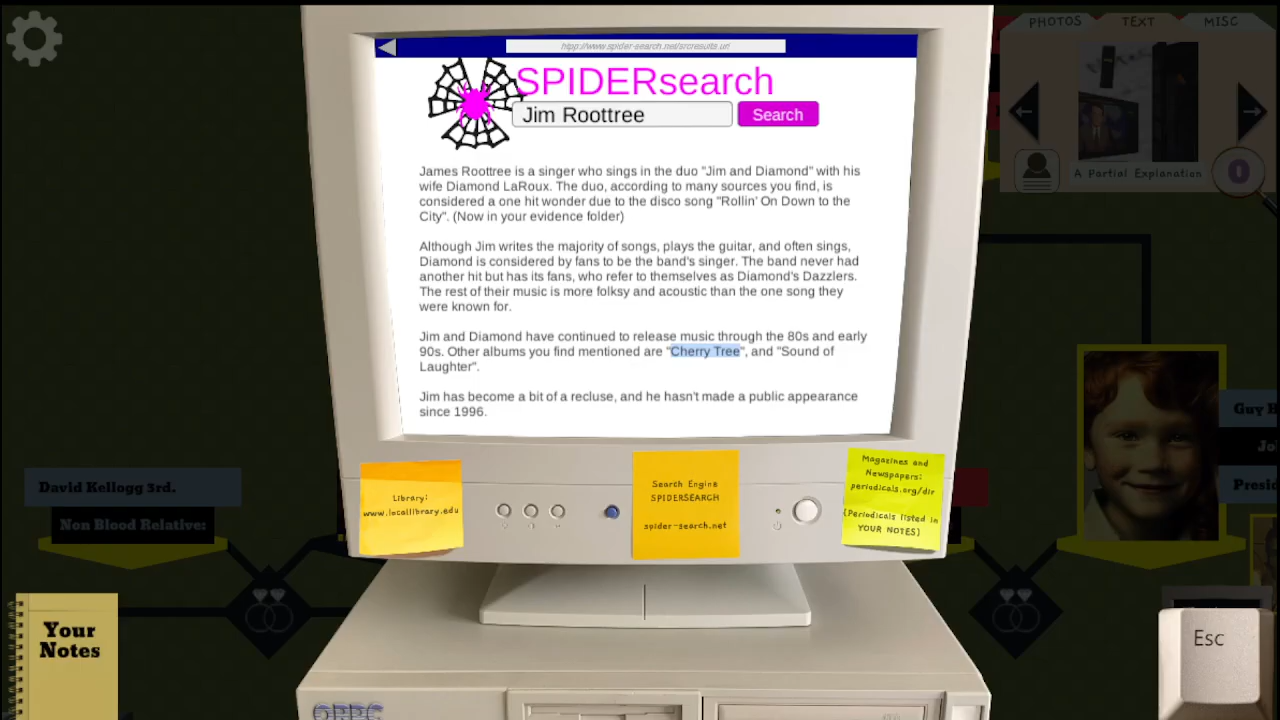 PHOTOS TEXT MISC
http://www.spider-search.net/srcresults.url
SPIDERsearch
Jim Roottree
Search
James Roottree is a singer who sings in the duo "Jim and Diamond" with his
wife Diamond LaRoux. The duo, according to many sources you find, is
considered a one hit wonder due to the disco song "Rollin' On Down to the
City". (Now in your evidence folder)
Although Jim writes the majority of songs, plays the guitar, and often sings,
Diamond is considered by fans to be the band's singer. The band never had
another hit but has its fans, who refer to themselves as Diamond's Dazzlers.
The rest of their music is more folksy and acoustic than the one song they
were known for.
Jim and Diamond have continued to release music through the 80s and early
90s. Other albums you find mentioned are "Cherry Tree", and "Sound of
Laughter".
Jim has become a bit of a recluse, and he hasn't made a public appearance
since 1996.
A Partial Explanation
0
Guy
Presid
David Kellogg 3rd.
Non Blood Relative:
Library:
www.locallibrary.edu
Search Engine
SPIDERSEARCH
spider-search.net
Magazines and
Newspapers:
periodicals.org/dir
(Periodicals listed in
YOUR NOTES)
Your
Notes
Esc